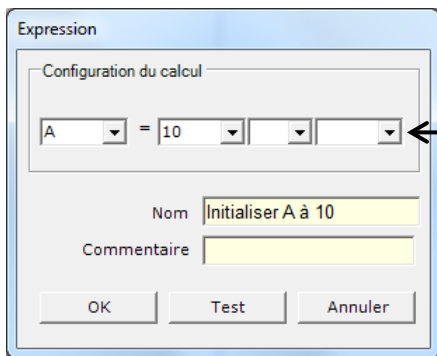 Expression
Configuration du calcul
A = 10
Nom Initialiser A à 10
Commentaire
OK Test Annuler